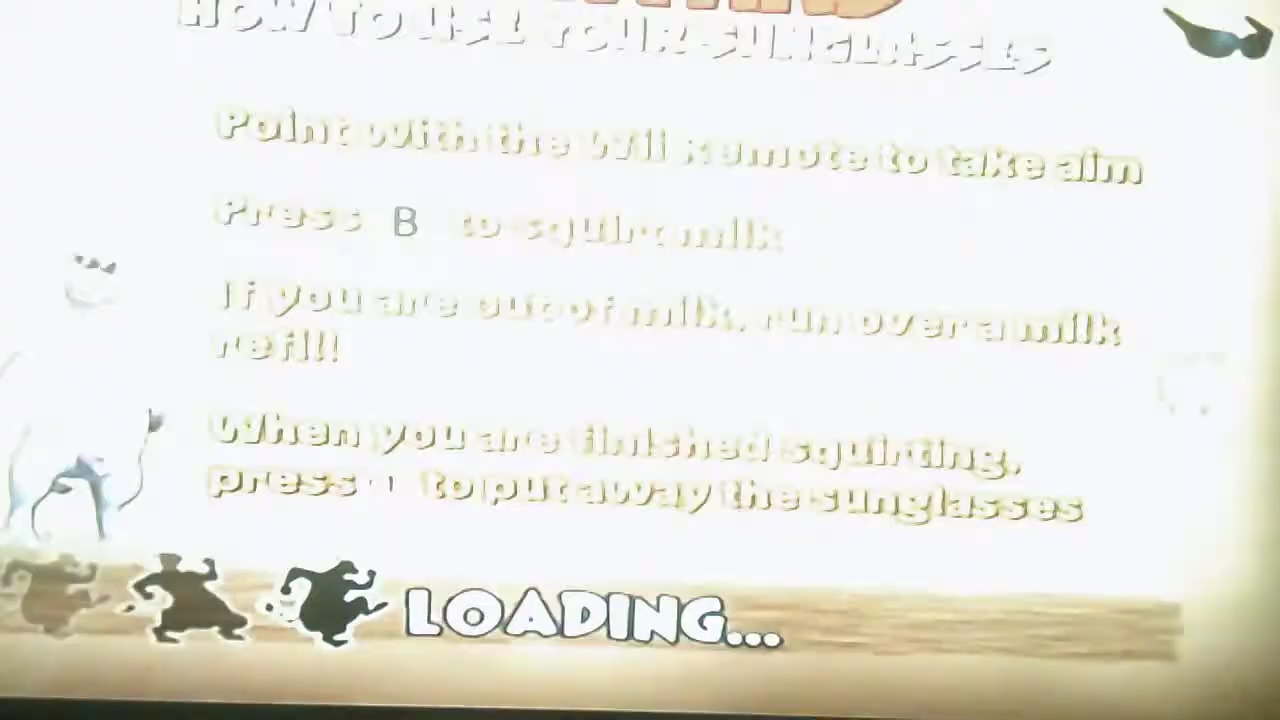 HOW TO USE YOUR SUNGLASSES
Point with the Wii Remote to take aim
Press B to squirt milk
If you are out of milk, run over a milk
refill!
When you are finished squirting,
press to put away the sunglasses
LOADING...